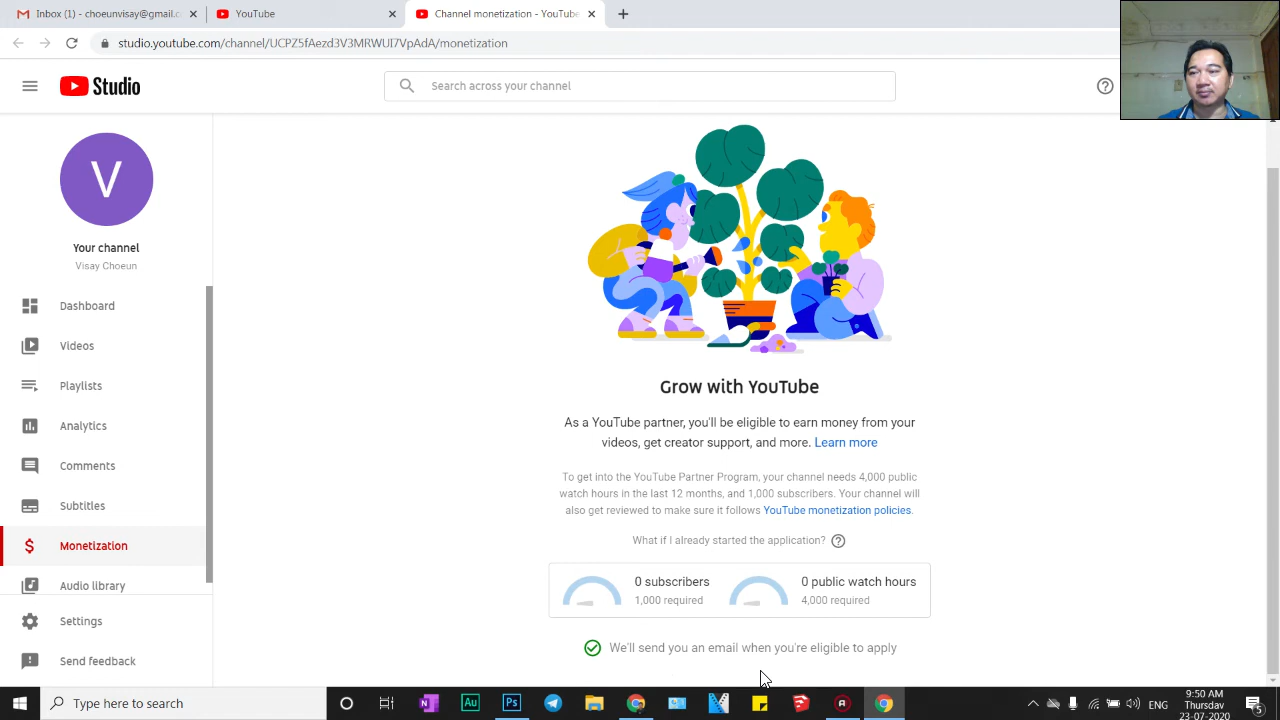 Inbox (3) - choeunvisay@gmail.c
YouTube
Channel monetization - YouTube
studio.youtube.com/channel/UCPZ5fAezd3V3MRWUI7VpAdA/monetization
Studio
Search across your channel
V
Your channel
Visay Choeun
Dashboard
Videos
Playlists
Analytics
Comments
Subtitles
$ Monetization
Audio library
Settings
Send feedback
Grow with YouTube
As a YouTube partner, you'll be eligible to earn money from your
videos, get creator support, and more. Learn more
To get into the YouTube Partner Program, your channel needs 4,000 public
watch hours in the last 12 months, and 1,000 subscribers. Your channel will
also get reviewed to make sure it follows YouTube monetization policies.
What if I already started the application?
0 subscribers
1,000 required
0 public watch hours
4,000 required
We'll send you an email when you're eligible to apply
Type here to search
N
Au
Ps
ENG
9:50 AM
Thursday
23-07-2020
5